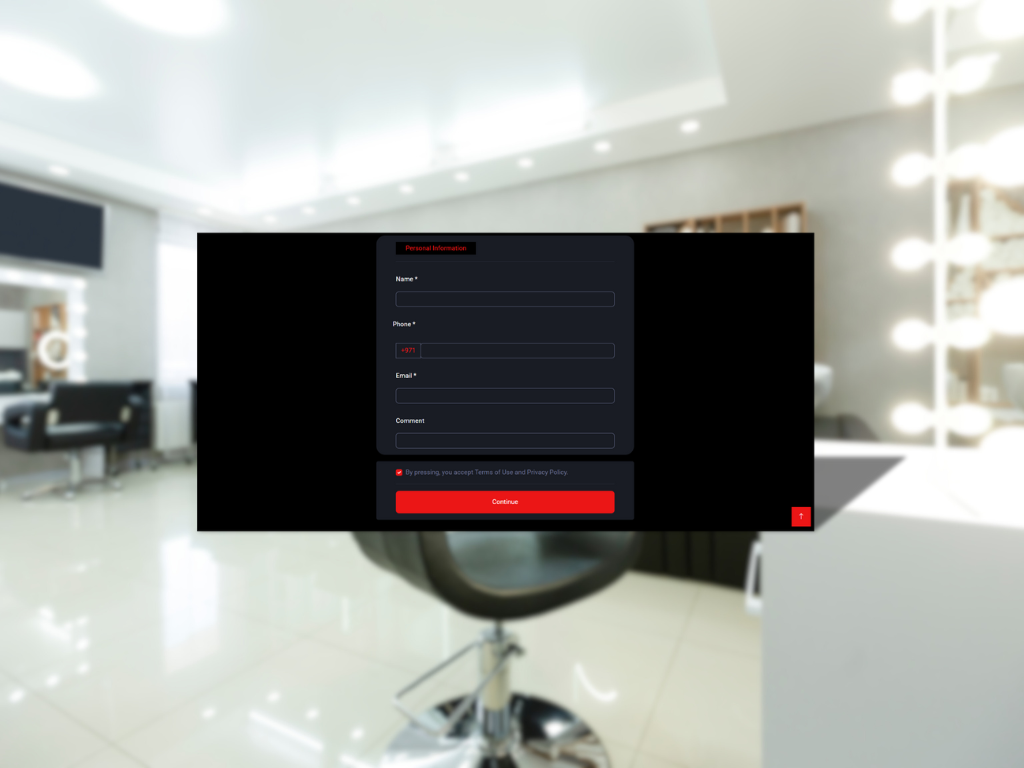 Personal Information
Name *
Phone *
+971
Email *
Comment
By pressing, you accept Terms of Use and Privacy Policy.
Continue